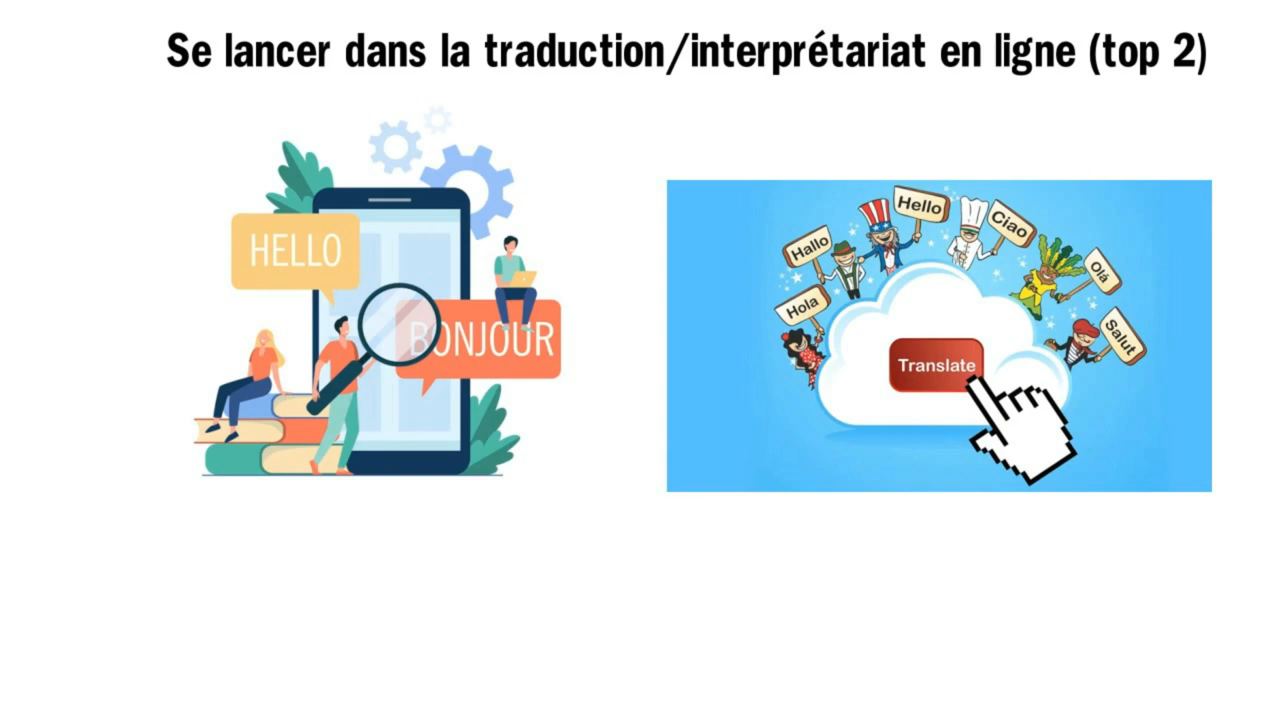 Se lancer dans la traduction/interprétariat en ligne (top 2)
HELLO
BONJOUR
Hola
Hallo
Hello
Ciao
Olá
Salut
Translate